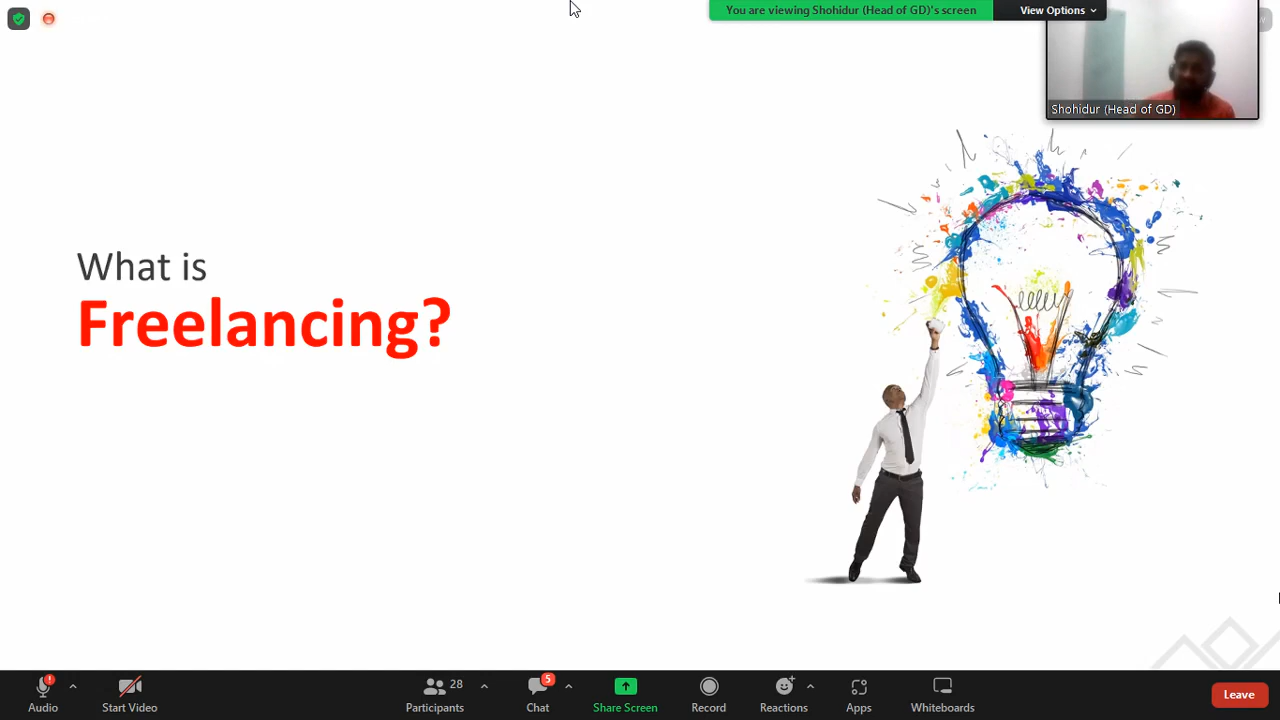 You are viewing Shohidur (Head of GD)'s screen
View Options
Shohidur (Head of GD)
What is
Freelancing?
Audio
Start Video
28
Participants
5
Chat
Share Screen
Record
Reactions
Apps
Whiteboards
Leave